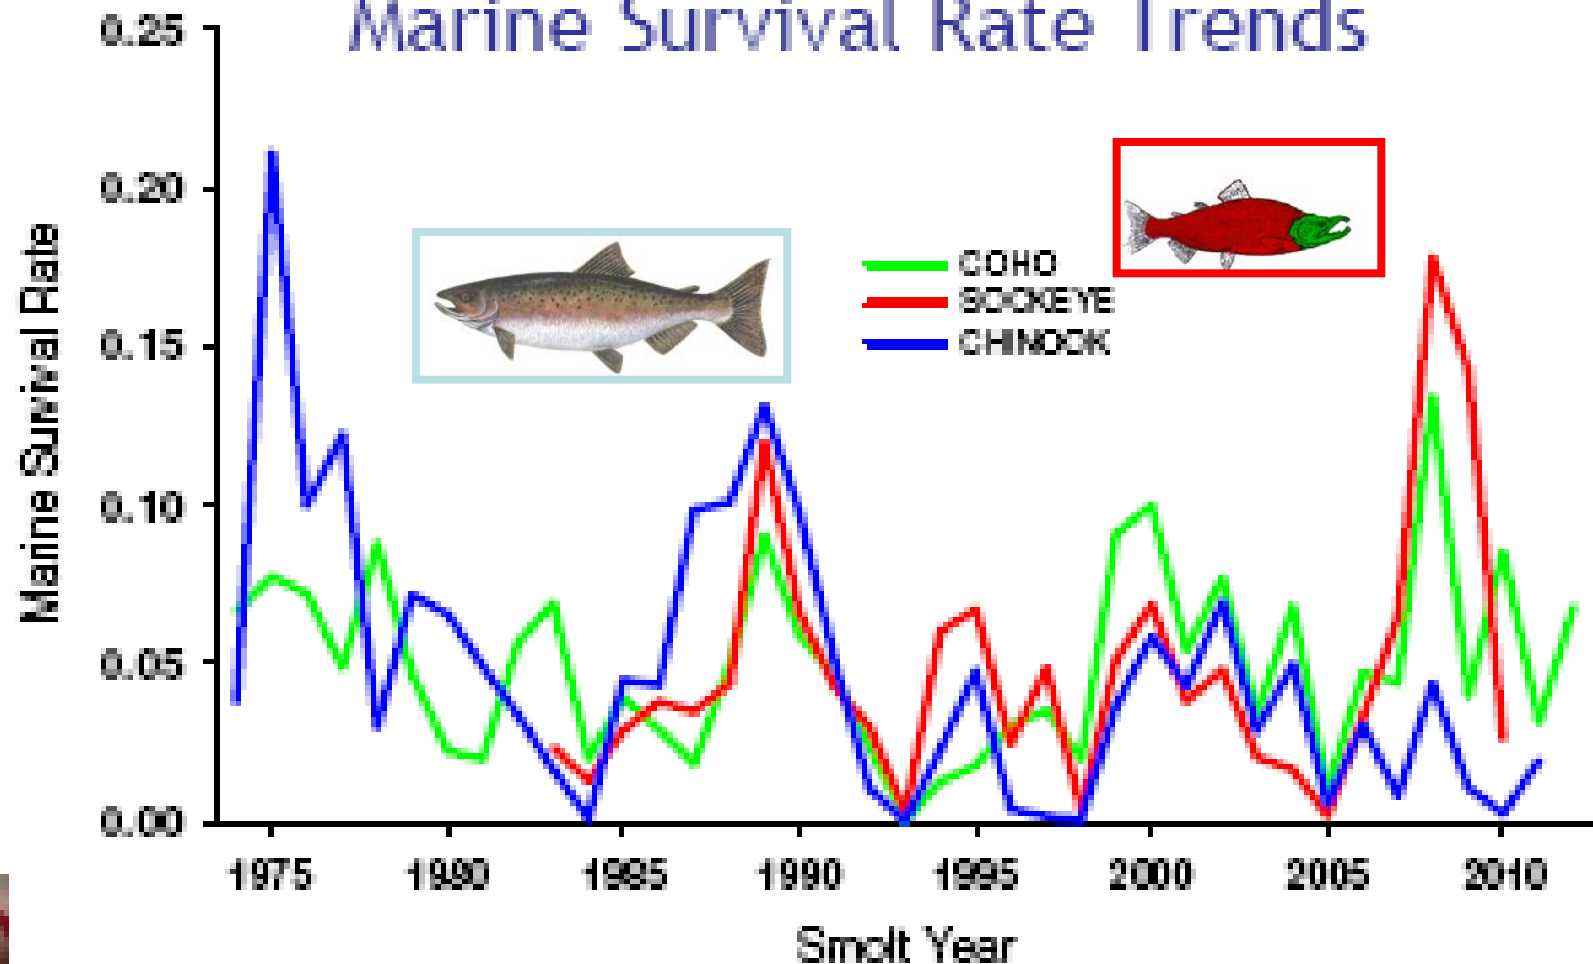 Marine Survival Rate Trends
0.25
0.20
0.15
0.10
0.05
0.00
Marine Survival Rate
COHO
SOCKEYE
CHINOOK
1975 1980 1985 1990 1995 2000 2005 2010
Smolt Year